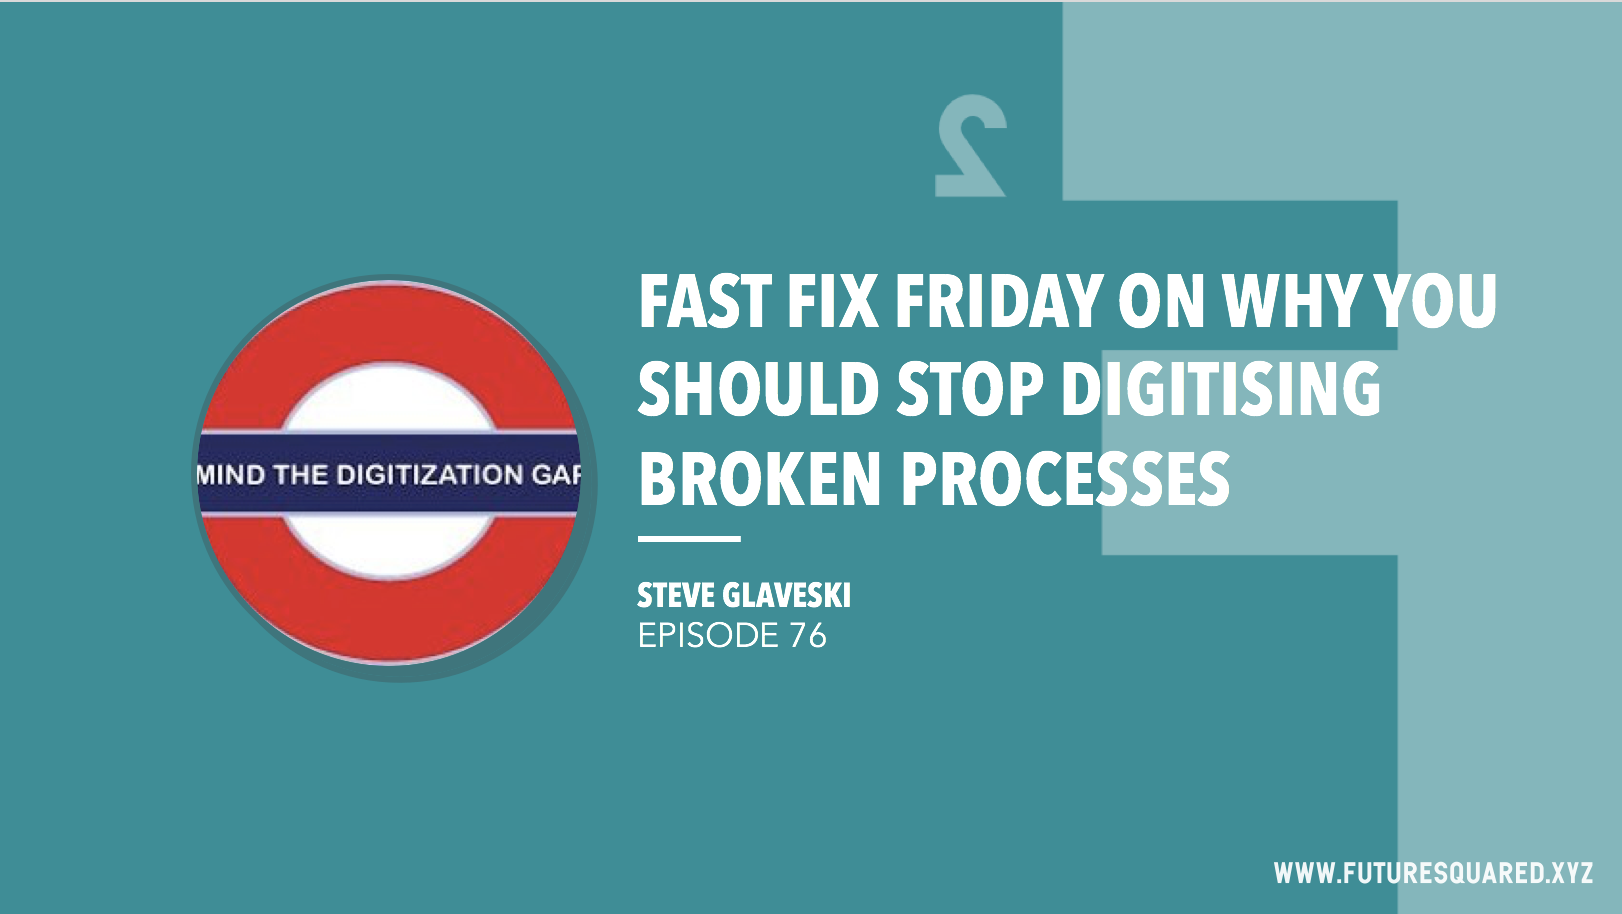 2
FAST FIX FRIDAY ON WHY YOU
SHOULD STOP DIGITISING
BROKEN PROCESSES
MIND THE DIGITIZATION GAP
STEVE GLAVESKI
EPISODE 76
WWW.FUTURESQUARED.XYZ